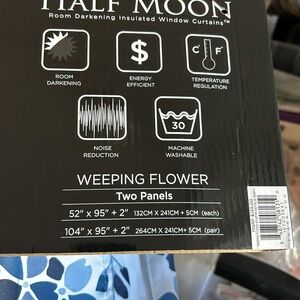 HALF MOON
Room Darkening Insulated Window Curtains™
$
C° F°
ROOM
DARKENING
ENERGY
EFFICIENT
TEMPERATURE
REGULATION
30
NOISE
REDUCTION
MACHINE
WASHABLE
WEEPING FLOWER
Two Panels
52" x 95" + 2" 132CM X 241CM + 5CM (each)
104" x 95" + 2" 264CM X 241CM + 5CM (pair)